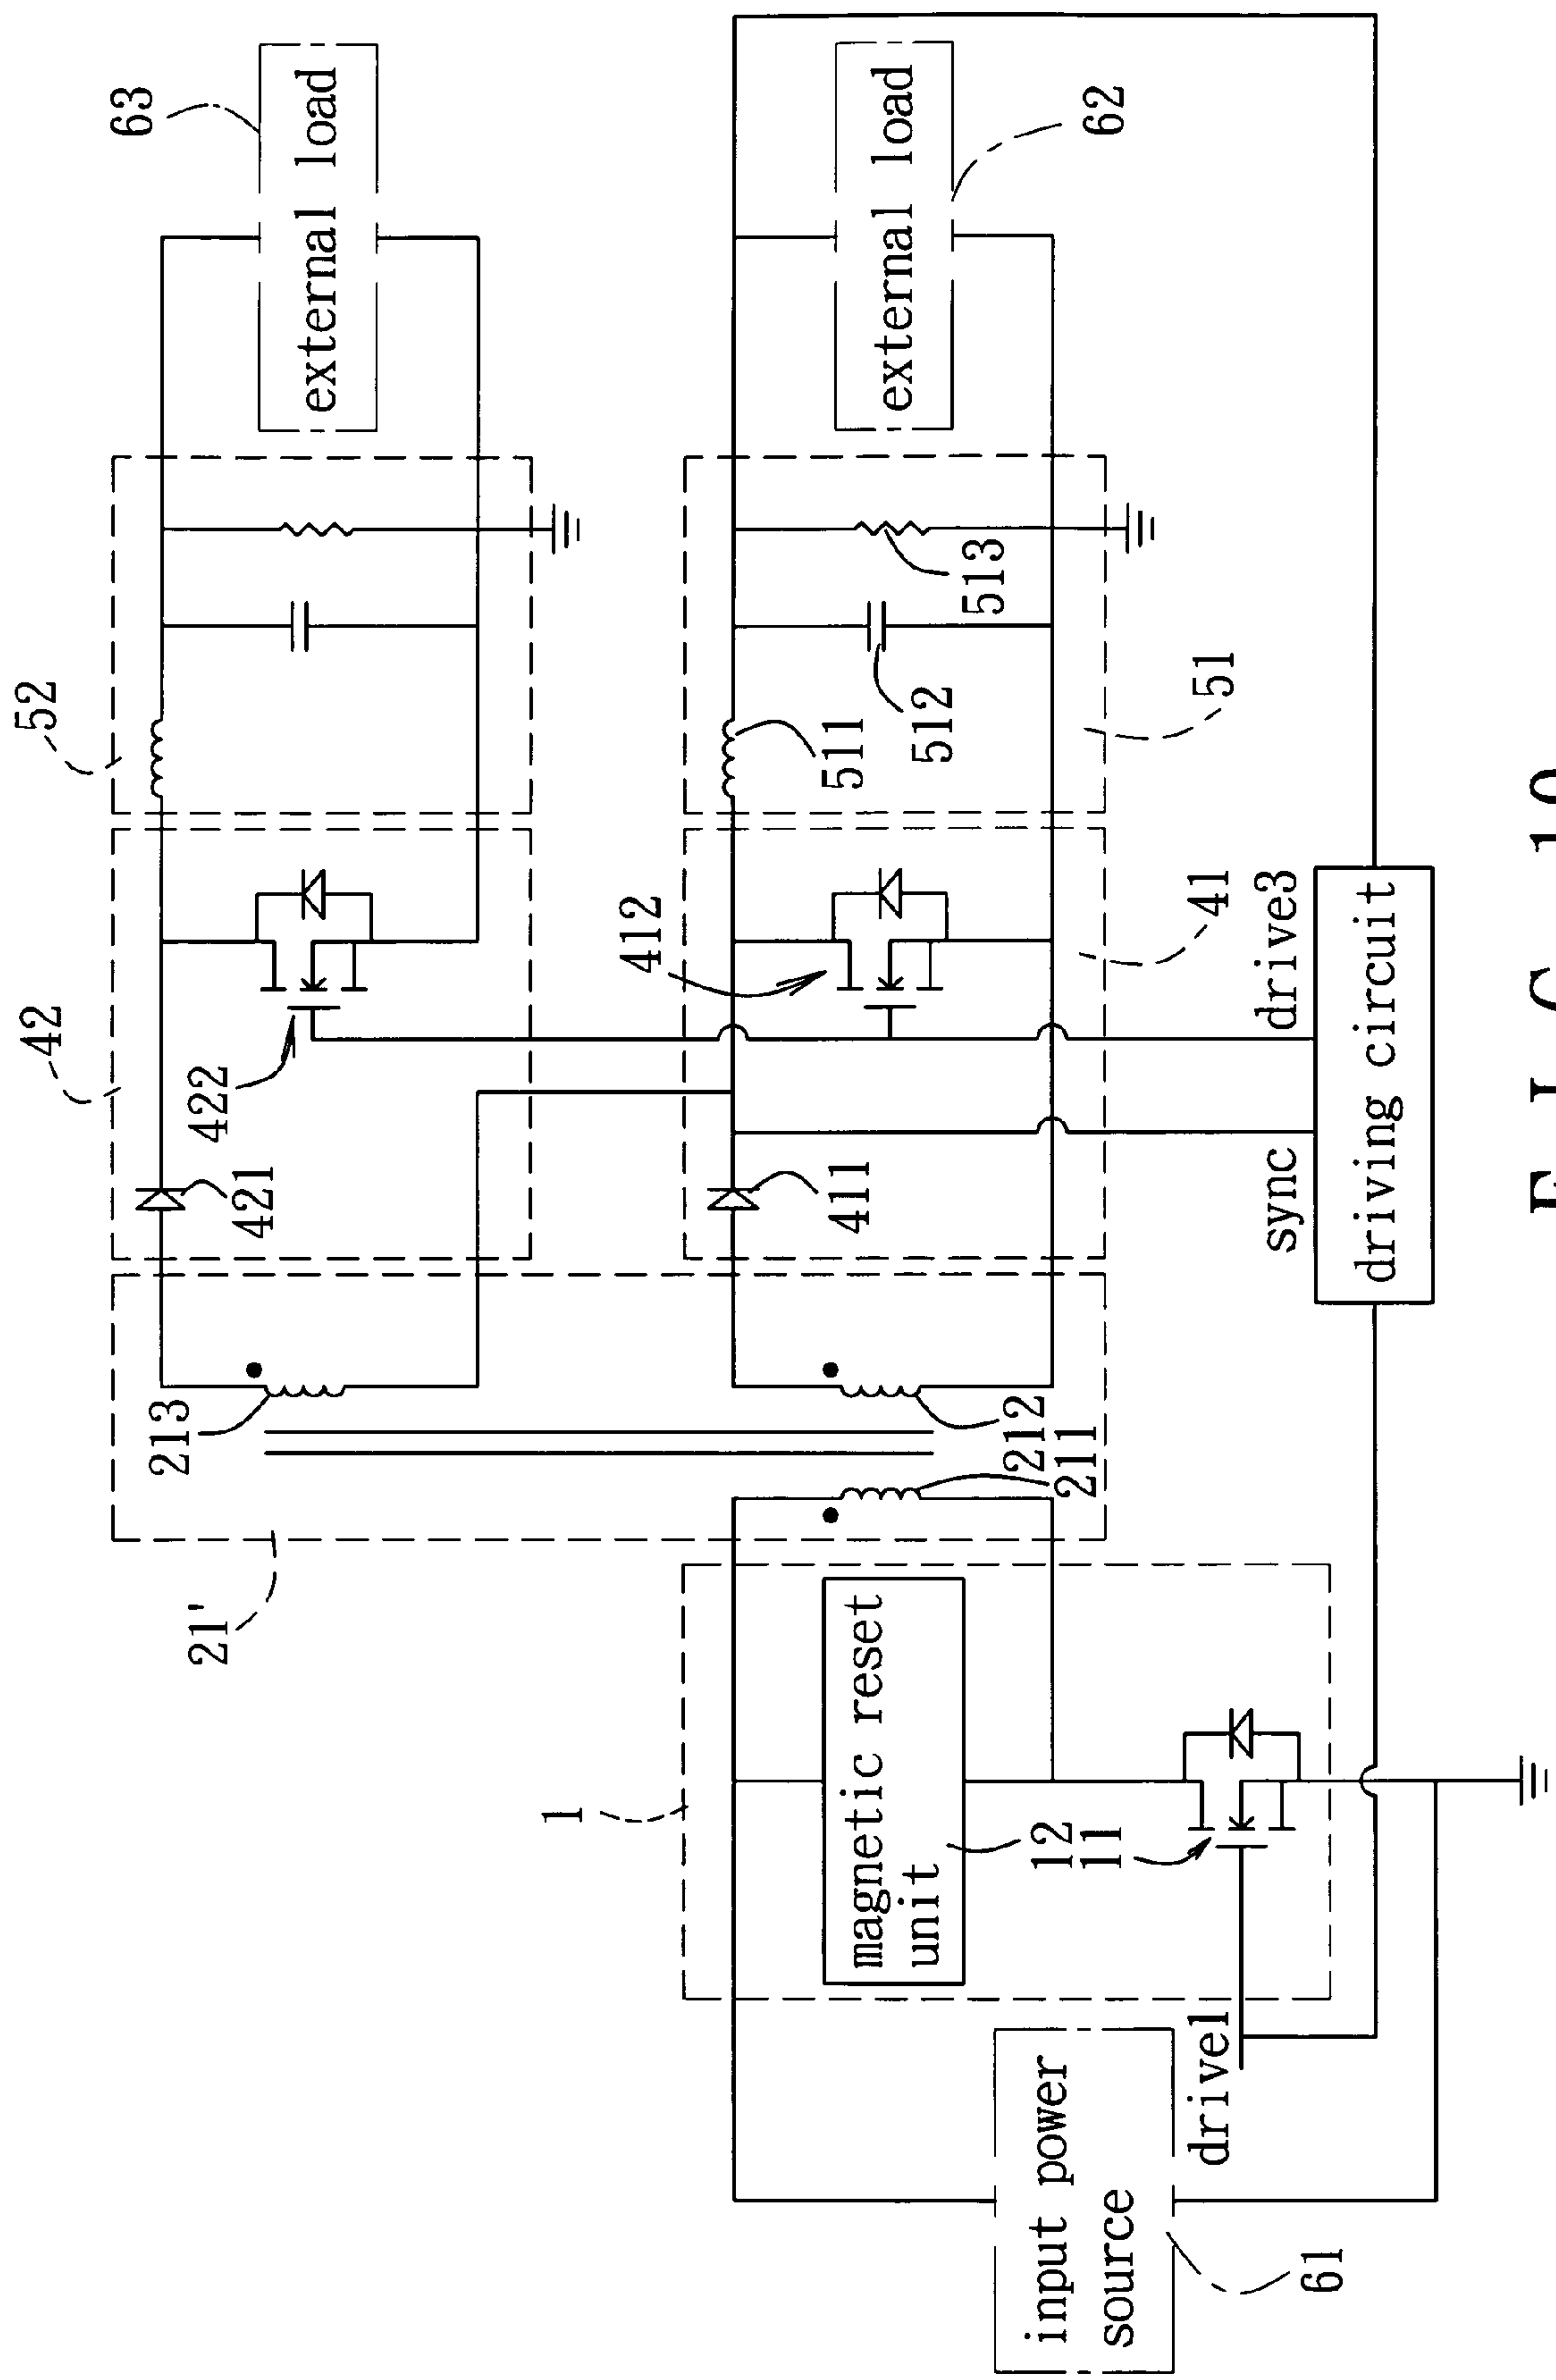 52
42
63
213
21'
422
421
external load
1
412
411
511
magnetic reset
unit
external load
512
513
212
211
12
11
62
41
51
drive1
input power
source
61
sync
drive3
driving circuit